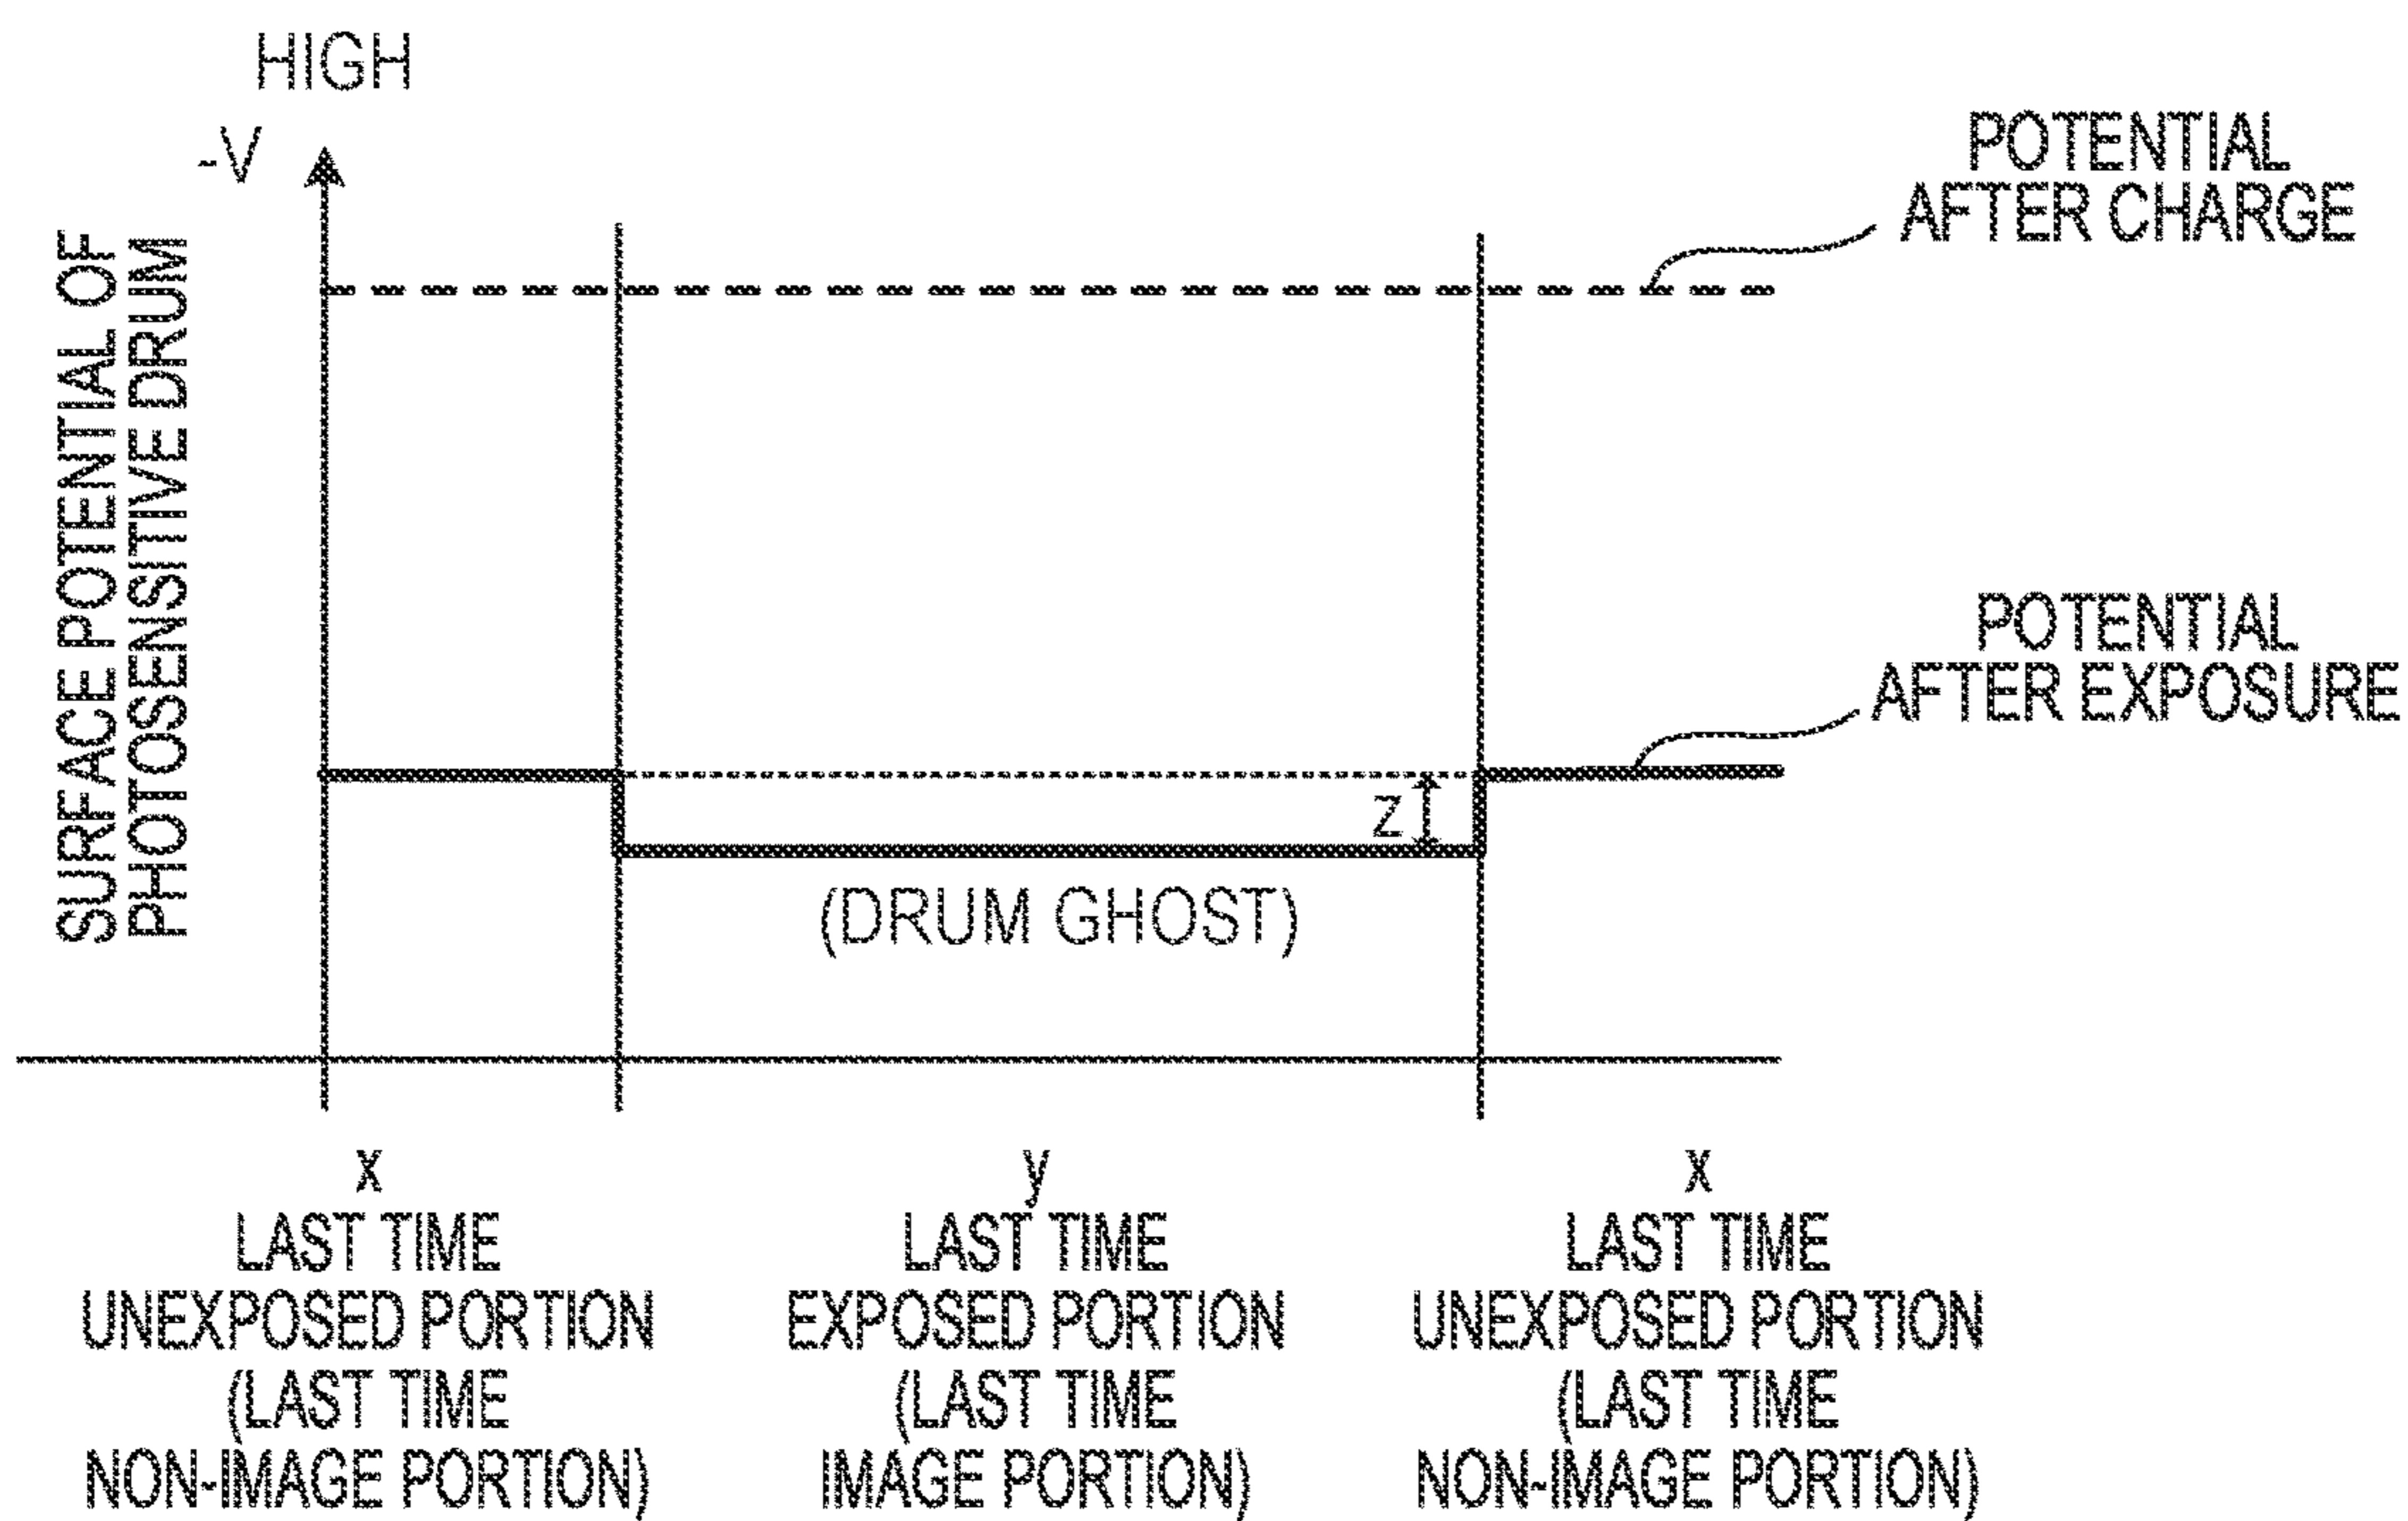 HIGH
-V
SURFACE POTENTIAL OF
PHOTOSENSITIVE DRUM
POTENTIAL
AFTER CHARGE
POTENTIAL
AFTER EXPOSURE
Z
(DRUM GHOST)
x
LAST TIME
UNEXPOSED PORTION
(LAST TIME
NON-IMAGE PORTION)
y
LAST TIME
EXPOSED PORTION
(LAST TIME
IMAGE PORTION)
x
LAST TIME
UNEXPOSED PORTION
(LAST TIME
NON-IMAGE PORTION)